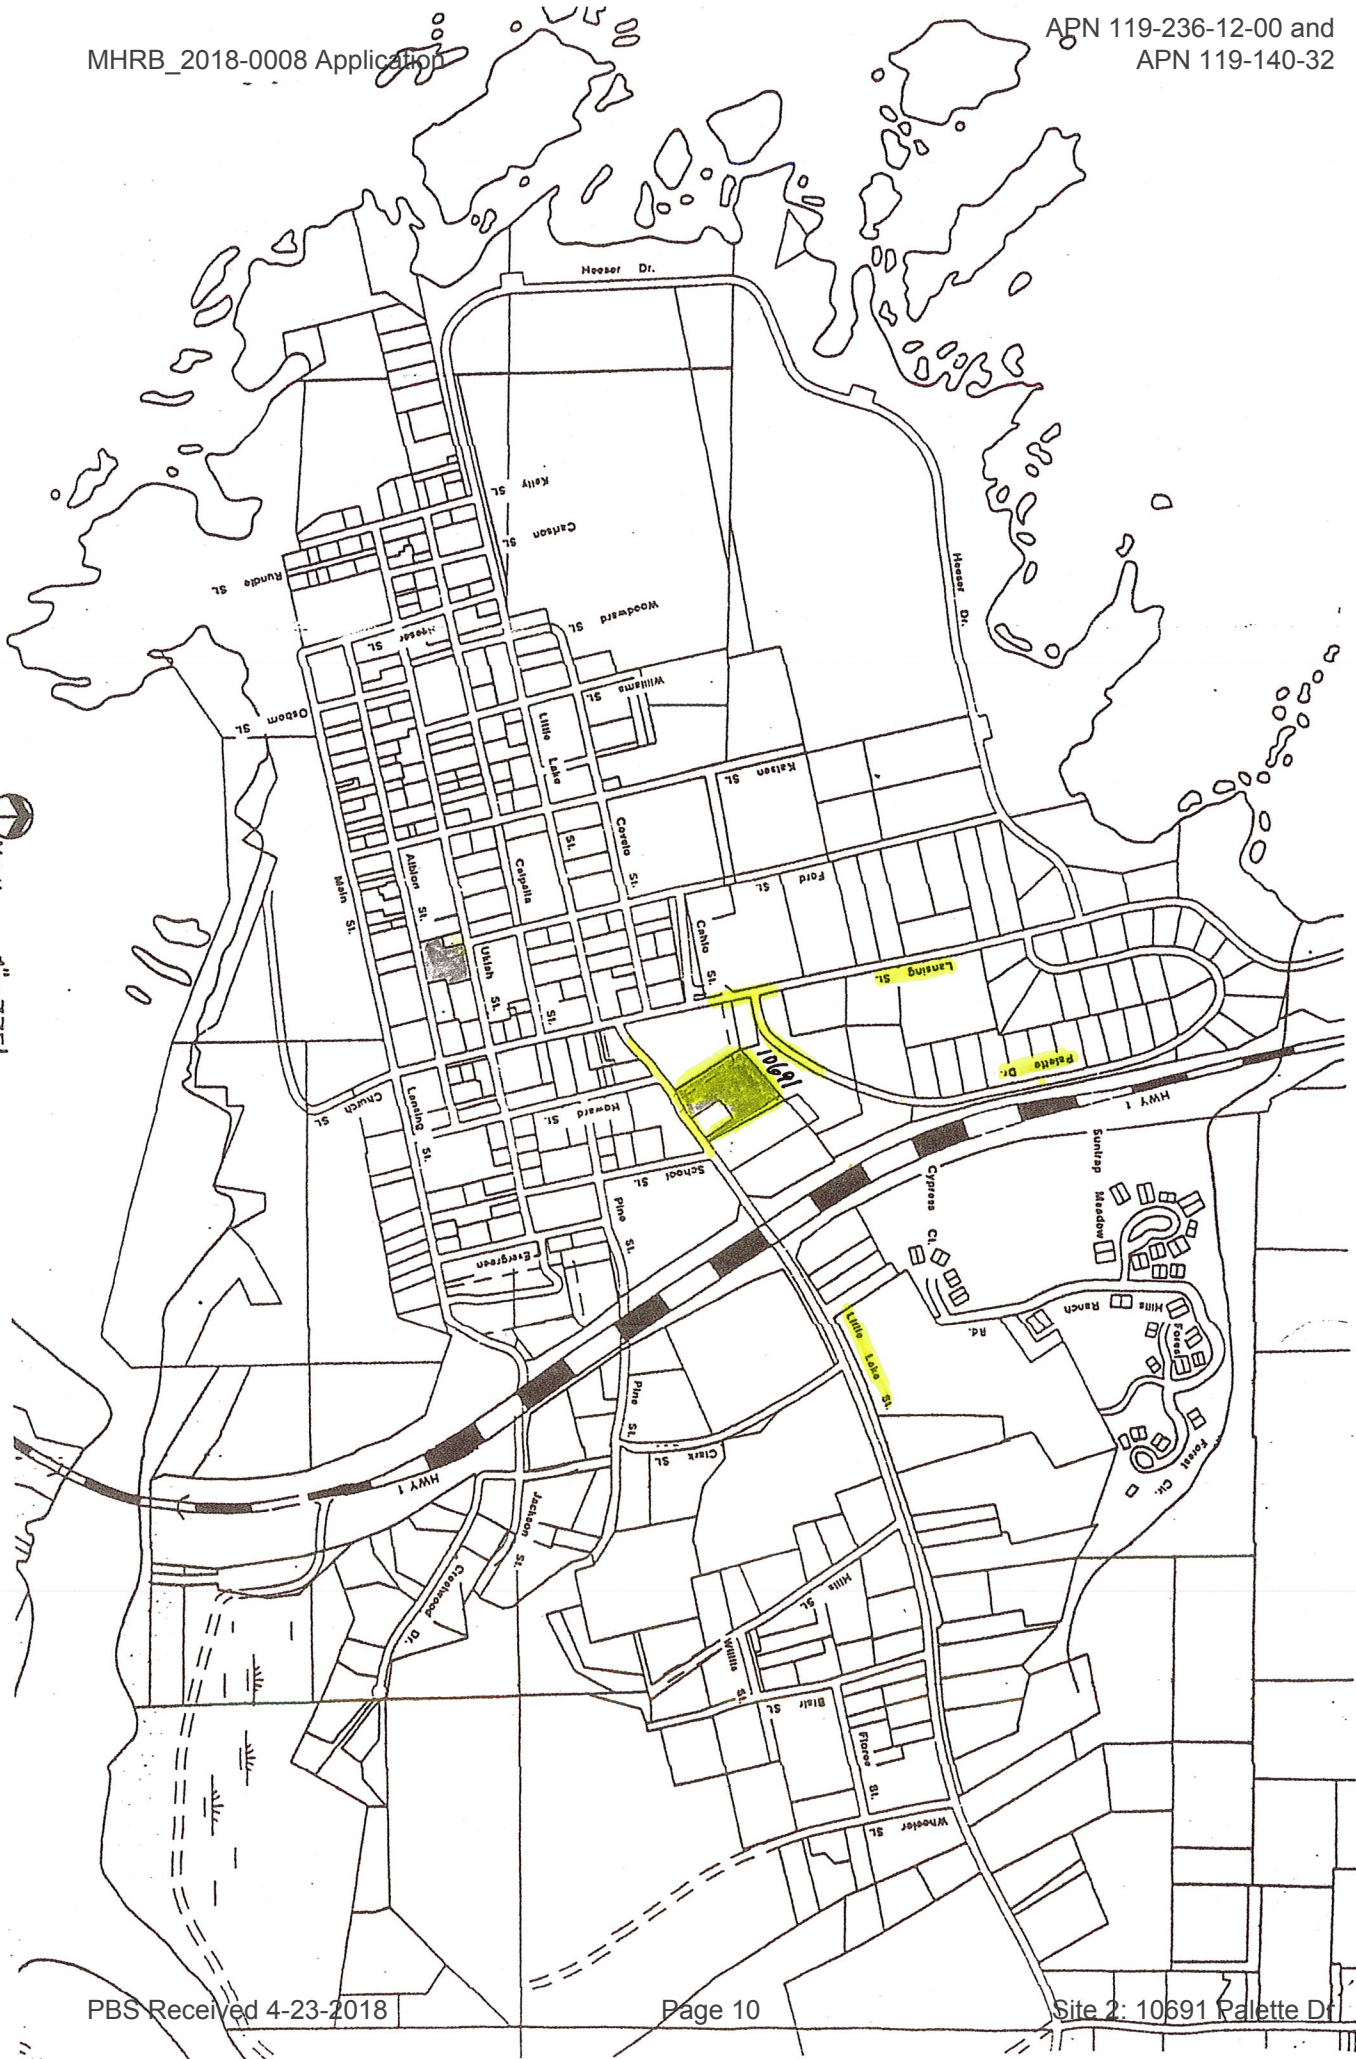 APN 119-236-12-00 and
MHRB_2018-0008 Application
APN 119-140-32
Heeser Dr.
Kelly St.
Carlson St.
Heeser Dr.
Rundle St.
Woodward St.
Heeser St.
Williams St.
Osborn St.
Little Lake St.
Kelson St.
Covelo St.
Main St.
Albion St.
Calpella St.
Ford St.
Cahto St.
Ukiah St.
Lansing St.
10691
Palette Dr.
HWY 1
Church St.
Lansing St.
Howard St.
School St.
Pine St.
Cypress Ct.
Suntrap Meadow
Evergreen
Hills Ranch Rd.
Forest
Little Lake St.
Pine St.
Clark St.
Forest Cir.
HWY 1
Jackson St.
Crestwood Dr.
Hills St.
Willis St.
Blair St.
Flores St.
Wheeler St.
PBS Received 4-23-2018
Page 10
Site 2: 10691 Palette Dr